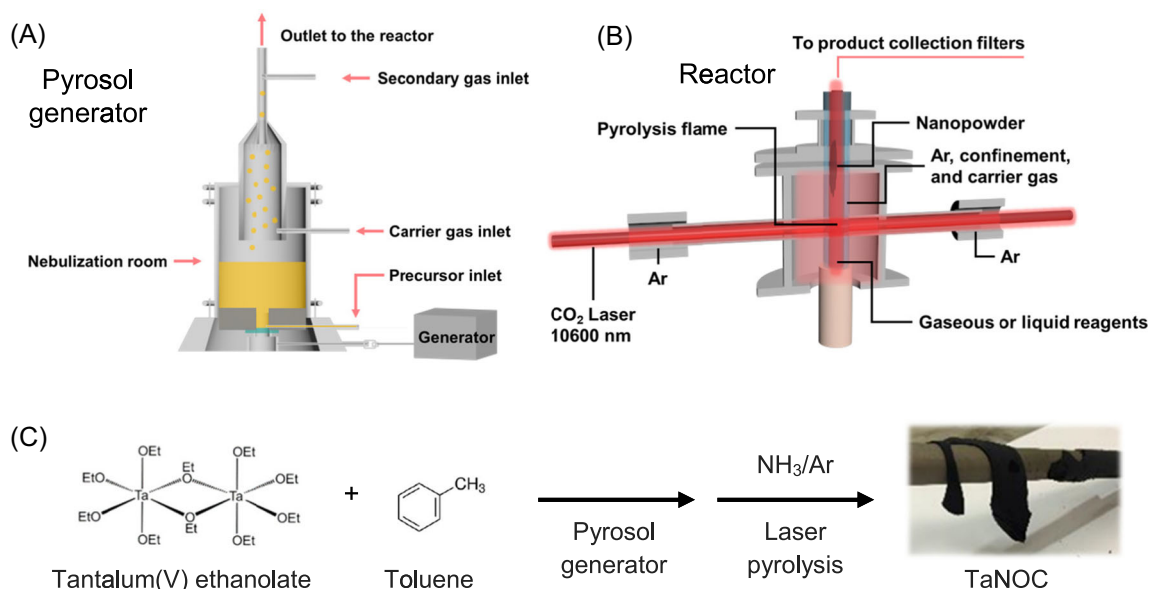 (A)
Pyrosol
generator
Outlet to the reactor
Secondary gas inlet
Carrier gas inlet
Nebulization room
Precursor inlet
Generator
(B)
Reactor
To product collection filters
Pyrolysis flame
Nanopowder
Ar, confinement,
and carrier gas
Ar
Ar
CO₂ Laser
10600 nm
Gaseous or liquid reagents
(C)
OEt
OEt
EtO
Et
O
OEt
Ta
Ta
EtO
O
Et
OEt
OEt
OEt
+
CH₃
Pyrosol
generator
NH₃/Ar
Laser
pyrolysis
Tantalum(V) ethanolate
Toluene
TaNOC